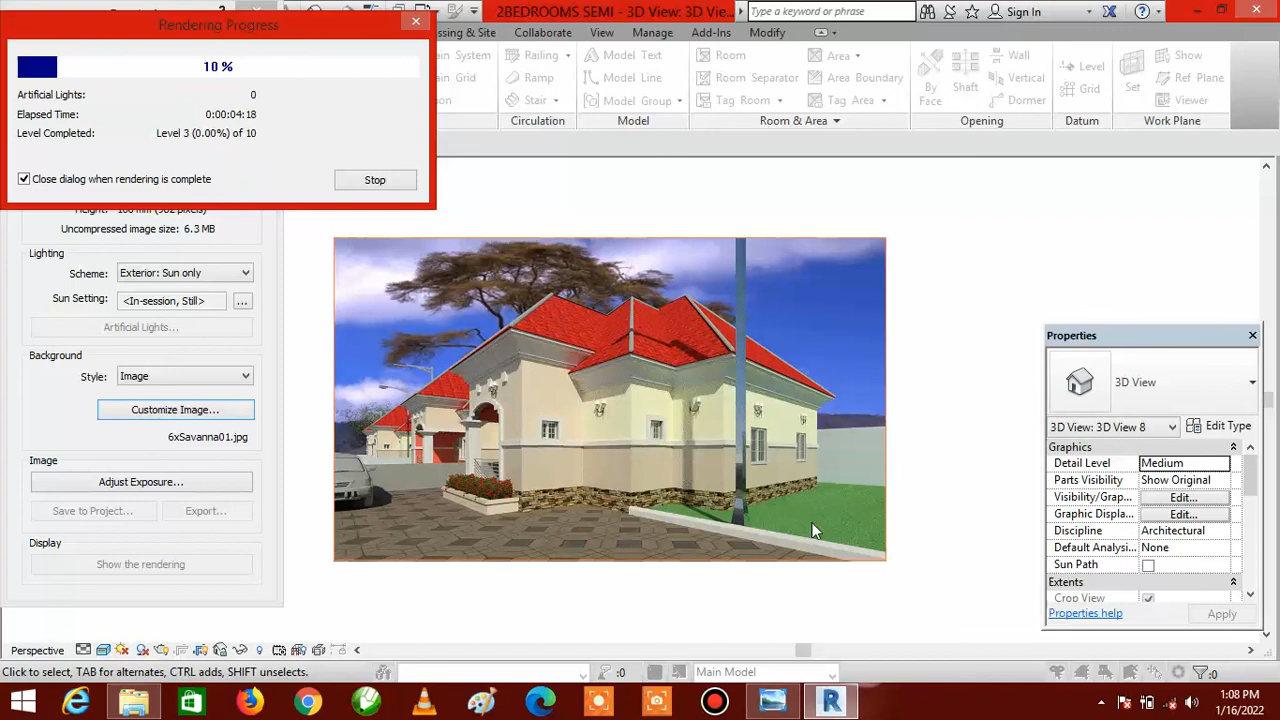 2BEDROOMS SEMI - 3D View: 3D Vie...
Type a keyword or phrase
Sign In
Rendering Progress
ssing & Site Collaborate View Manage Add-Ins Modify
10 %
Artificial Lights: 0
Elapsed Time: 0:00:04:18
Level Completed: Level 3 (0.00%) of 10
Close dialog when rendering is complete
Stop
Railing
Ramp
Stair
Circulation
Model Text
Model Line
Model Group
Model
Room
Room Separator
Tag Room
Area
Area Boundary
Tag Area
Room & Area
By Face
Shaft
Wall
Vertical
Dormer
Opening
Level
Grid
Datum
Set
Show
Ref Plane
Viewer
Work Plane
Uncompressed image size: 6.3 MB
Lighting
Scheme: Exterior: Sun only
Sun Setting: <In-session, Still> ...
Artificial Lights...
Background
Style: Image
Customize Image...
6xSavanna01.jpg
Image
Adjust Exposure...
Save to Project... Export...
Display
Show the rendering
Properties
3D View
3D View: 3D View 8 Edit Type
Graphics
Detail Level Medium
Parts Visibility Show Original
Visibility/Grap... Edit...
Graphic Displa... Edit...
Discipline Architectural
Default Analysi... None
Sun Path
Extents
Crop View
Properties help Apply
Perspective
Click to select, TAB for alternates, CTRL adds, SHIFT unselects.
:0
Main Model
:0
1:08 PM
1/16/2022